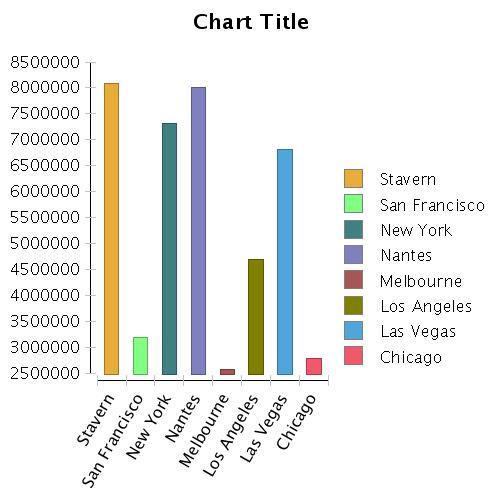 Chart Title
8500000
8000000
7500000
7000000
6500000
6000000
5500000
5000000
4500000
4000000
3500000
3000000
2500000
Stavern
San Francisco
New York
Nantes
Melbourne
Los Angeles
Las Vegas
Chicago
Stavern
San Francisco
New York
Nantes
Melbourne
Los Angeles
Las Vegas
Chicago